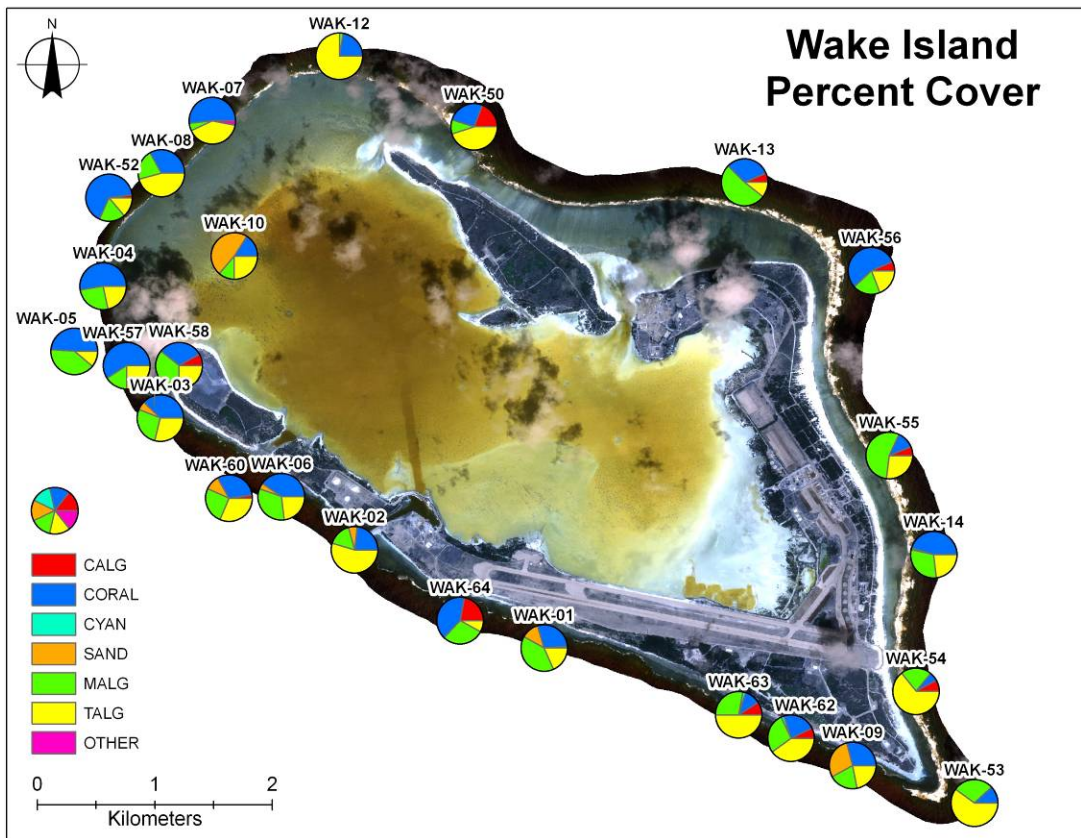 Wake Island
Percent Cover
N
WAK-12
WAK-07
WAK-50
WAK-08
WAK-13
WAK-52
WAK-10
WAK-56
WAK-04
WAK-05
WAK-57
WAK-58
WAK-03
WAK-55
WAK-60
WAK-06
WAK-02
WAK-14
WAK-64
WAK-01
WAK-54
WAK-63
WAK-62
WAK-09
WAK-53
CALG
CORAL
CYAN
SAND
MALG
TALG
OTHER
0 1 2
Kilometers